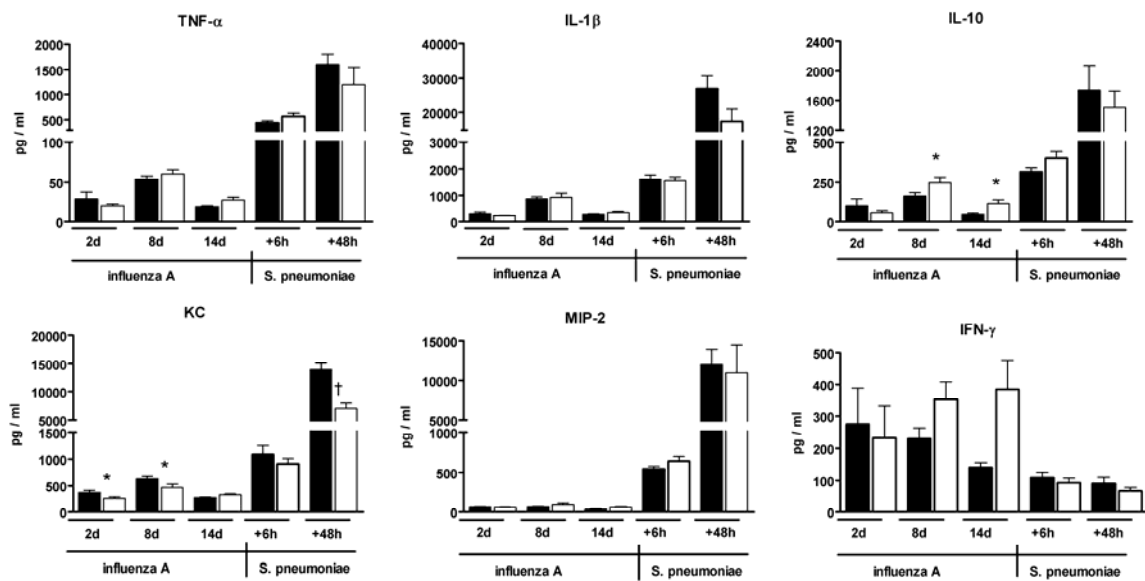 TNF-α
pg / ml
2000
1500
1000
500
100
50
0
2d 8d 14d +6h +48h
influenza A S. pneumoniae
IL-1β
pg / ml
40000
30000
20000
10000
3000
2000
1000
0
2d 8d 14d +6h +48h
influenza A S. pneumoniae
IL-10
pg / ml
2400
2000
1600
1200
500
250
0
* *
2d 8d 14d +6h +48h
influenza A S. pneumoniae
KC
pg / ml
20000
15000
10000
5000
1500
1000
500
0
* * †
2d 8d 14d +6h +48h
influenza A S. pneumoniae
MIP-2
pg / ml
15000
10000
5000
1000
500
0
2d 8d 14d +6h +48h
influenza A S. pneumoniae
IFN-γ
pg / ml
500
400
300
200
100
0
2d 8d 14d +6h +48h
influenza A S. pneumoniae